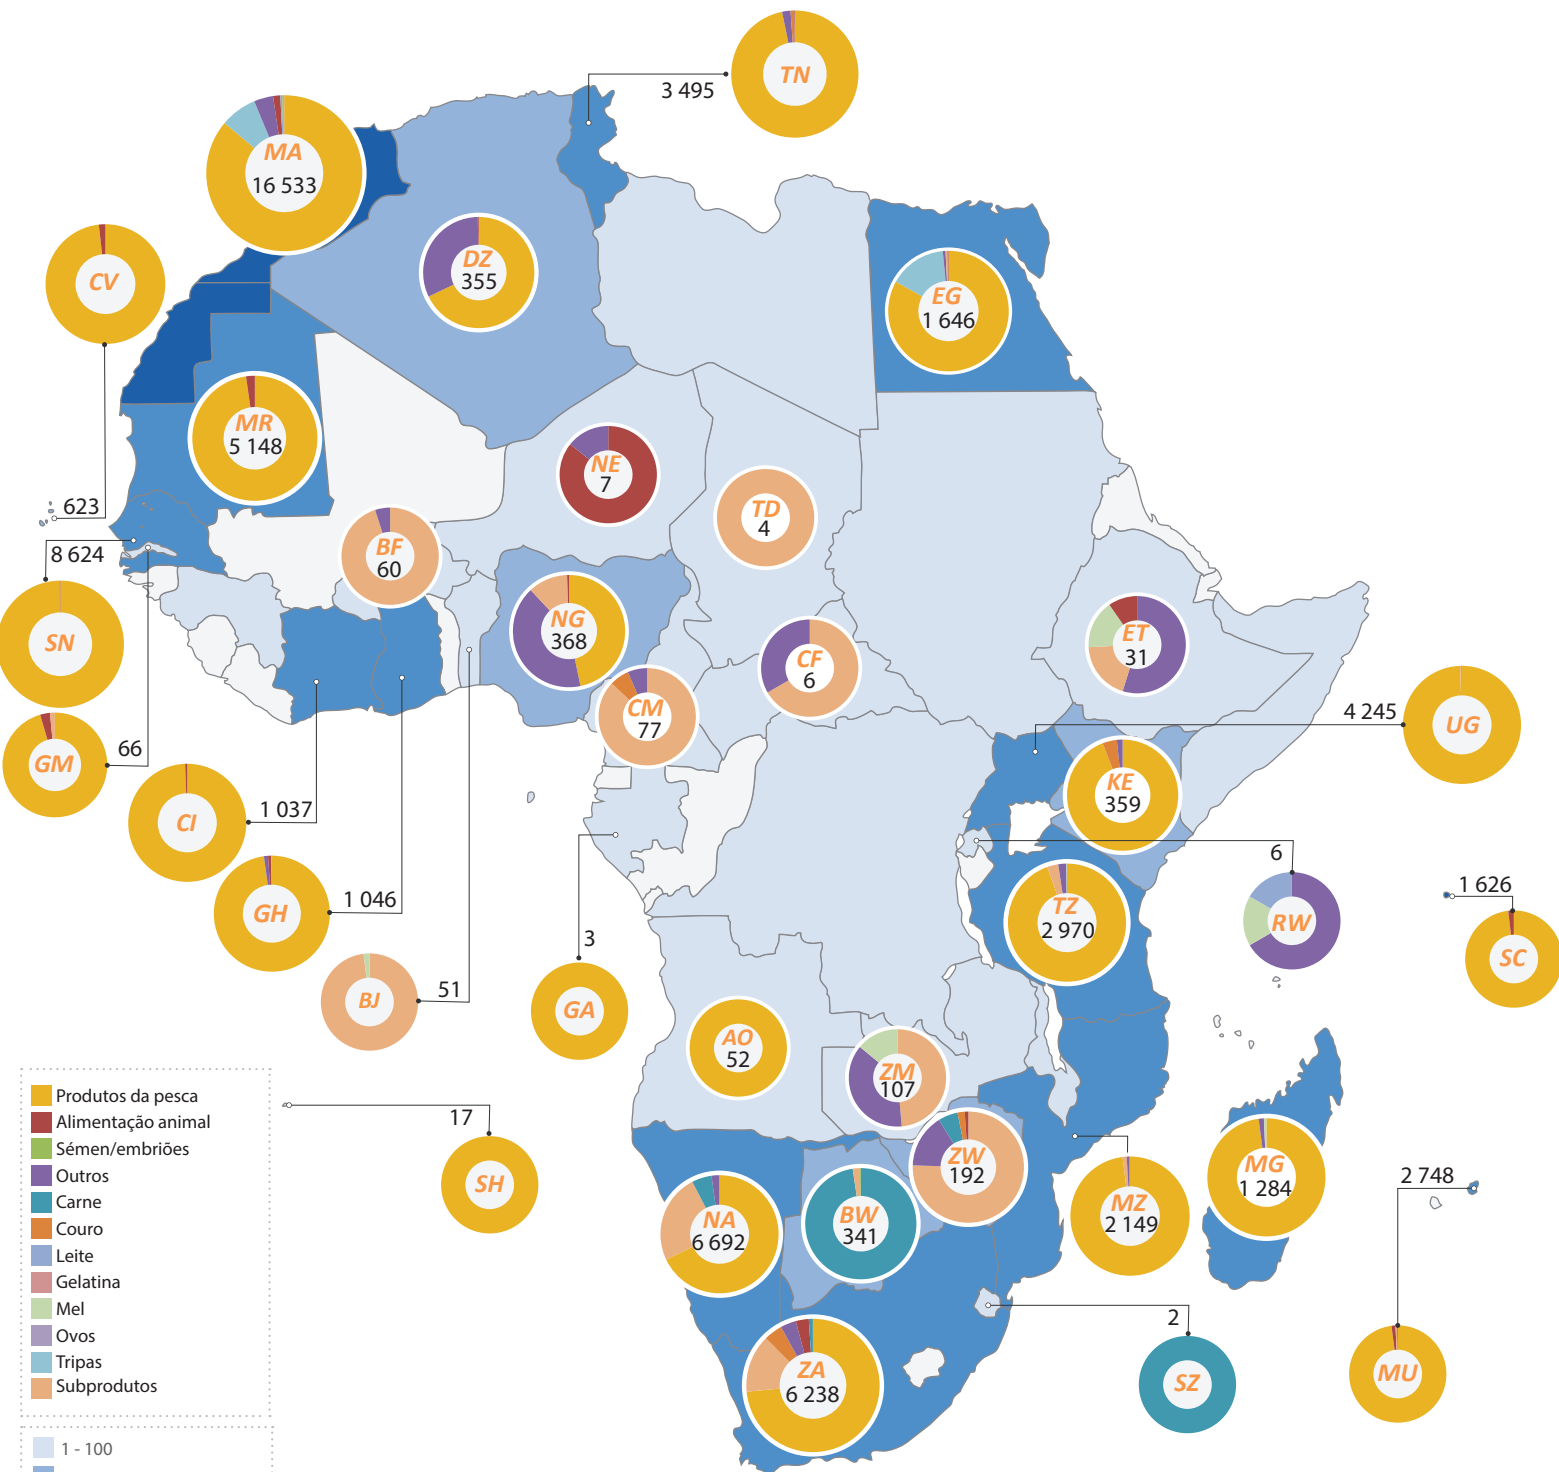 TN
3 495
MA
16 533
CV
DZ
355
EG
1 646
MR
5 148
NE
7
TD
4
623
8 624
BF
60
SN
NG
368
CF
6
ET
31
CM
77
4 245
UG
GM
66
KE
359
CI
1 037
6
1 626
GH
1 046
TZ
2 970
RW
SC
3
BJ
51
GA
AO
52
ZM
107
Produtos da pesca
Alimentação animal
Sémen/embriões
Outros
Carne
Couro
Leite
Gelatina
Mel
Ovos
Tripas
Subprodutos
17
SH
ZW
192
MG
1 284
2 748
MZ
2 149
NA
6 692
BW
341
2
SZ
MU
ZA
6 238
1 - 100